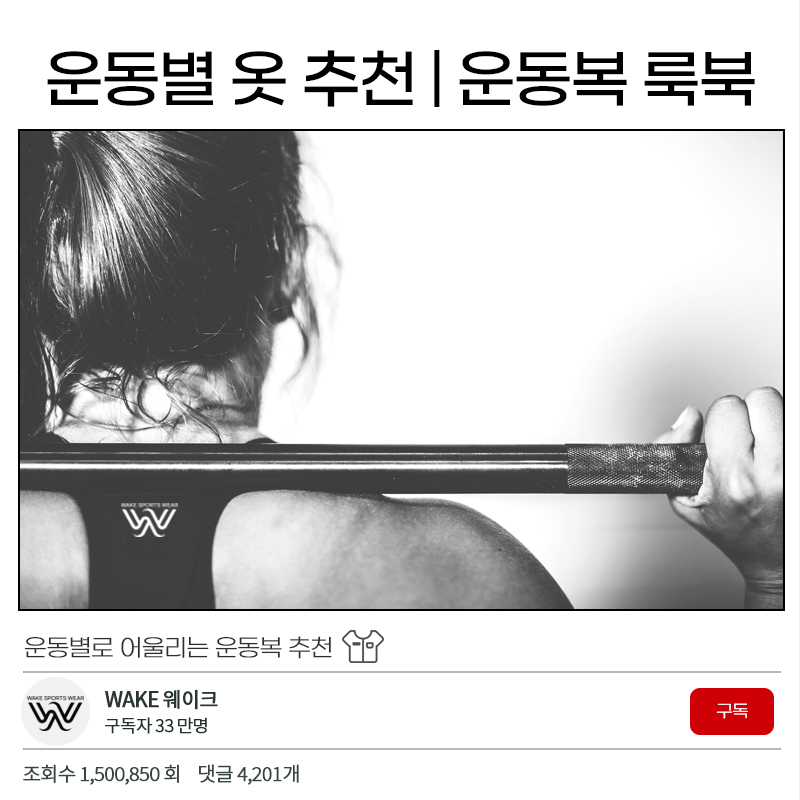 운동별 옷 추천 | 운동복 룩북
WAKE SPORTS WEAR
W
운동별로 어울리는 운동복 추천
WAKE SPORTS WEAR
W
WAKE 웨이크
구독자 33 만명
구독
조회수 1,500,850 회 댓글 4,201개